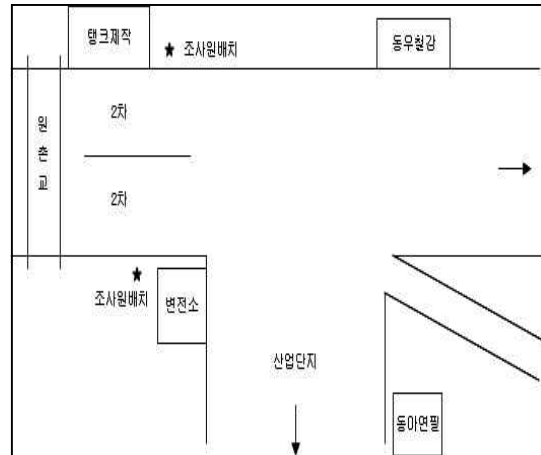 탱크제작
★ 조사원배치
동우철강
원촌교
2차
2차
★
조사원배치
변전소
산업단지
동아연필